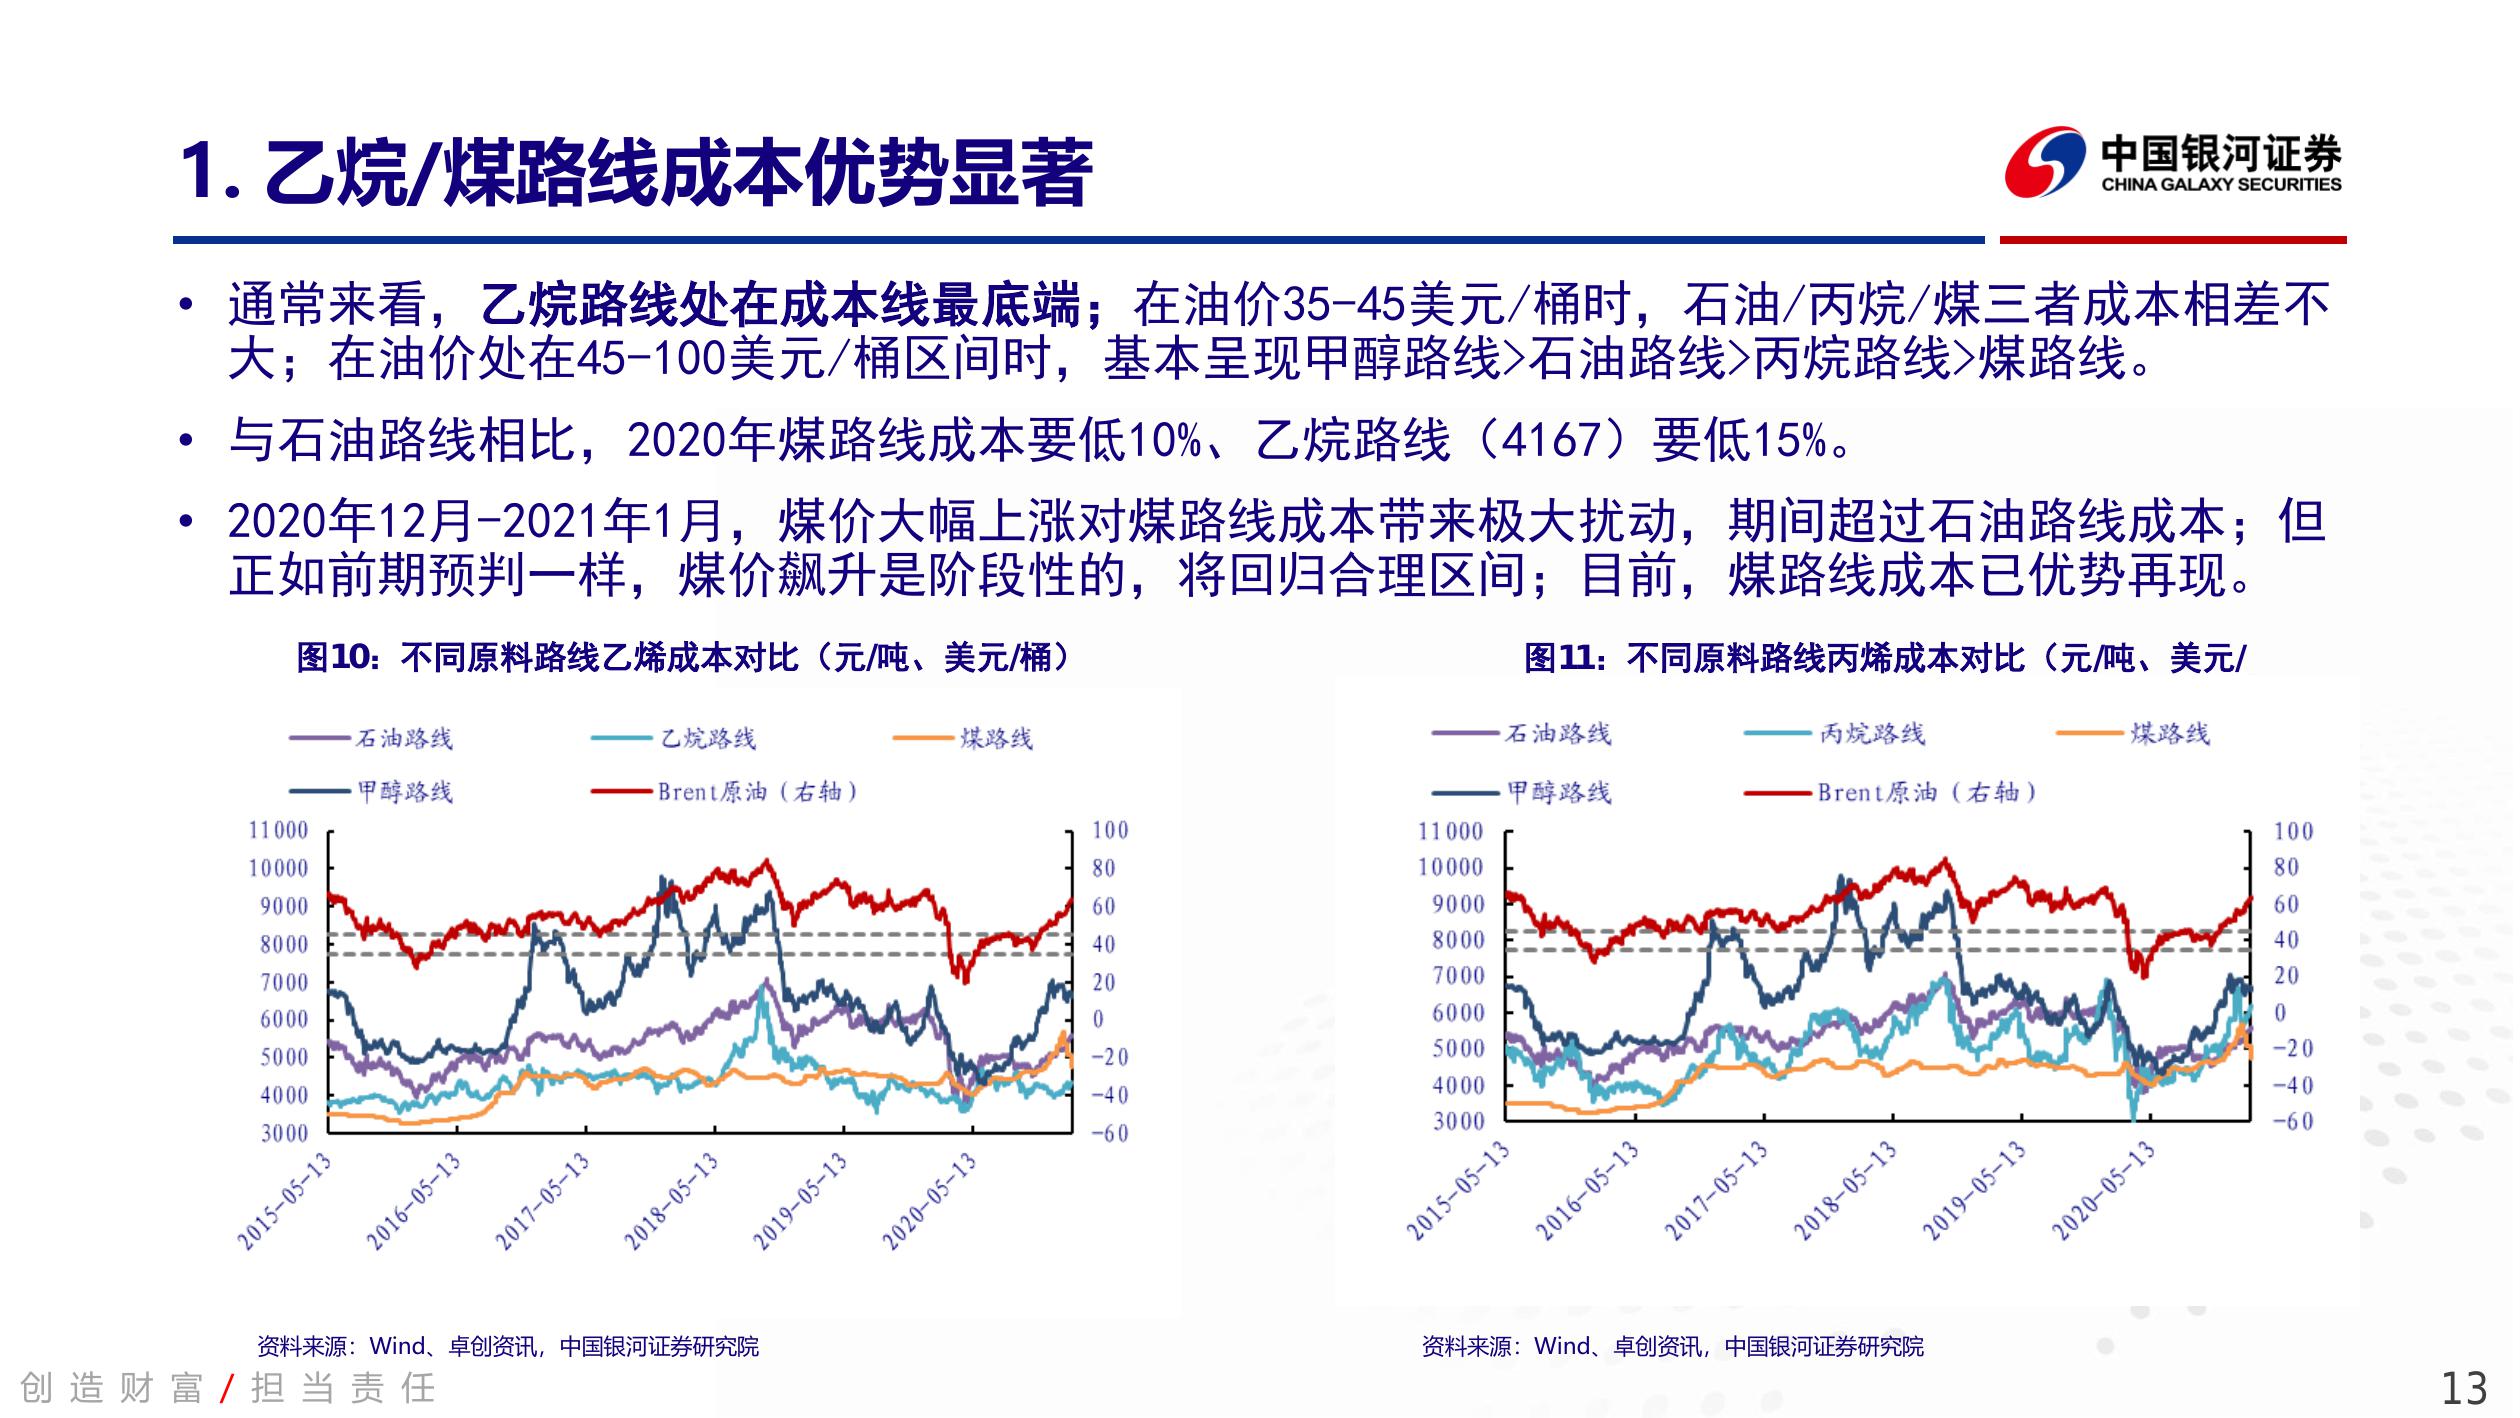 1. 乙烷/煤路线成本优势显著
中国银河证券
CHINA GALAXY SECURITIES
• 通常来看，乙烷路线处在成本线最底端；在油价35-45美元/桶时，石油/丙烷/煤三者成本相差不
大；在油价处在45-100美元/桶区间时，基本呈现甲醇路线>石油路线>丙烷路线>煤路线。
• 与石油路线相比，2020年煤路线成本要低10%、乙烷路线（4167）要低15%。
• 2020年12月-2021年1月，煤价大幅上涨对煤路线成本带来极大扰动，期间超过石油路线成本；但
正如前期预判一样，煤价飙升是阶段性的，将回归合理区间；目前，煤路线成本已优势再现。
图10：不同原料路线乙烯成本对比（元/吨、美元/桶）
石油路线 乙烷路线 煤路线
甲醇路线 Brent原油（右轴）
11000 100
10000 80
9000 60
8000 40
7000 20
6000 0
5000 -20
4000 -40
3000 -60
2015-05-13 2016-05-13 2017-05-13 2018-05-13 2019-05-13 2020-05-13
资料来源：Wind、卓创资讯，中国银河证券研究院
图11：不同原料路线丙烯成本对比（元/吨、美元/
石油路线 丙烷路线 煤路线
甲醇路线 Brent原油（右轴）
11000 100
10000 80
9000 60
8000 40
7000 20
6000 0
5000 -20
4000 -40
3000 -60
2015-05-13 2016-05-13 2017-05-13 2018-05-13 2019-05-13 2020-05-13
资料来源：Wind、卓创资讯，中国银河证券研究院
创造财富/担当责任
13